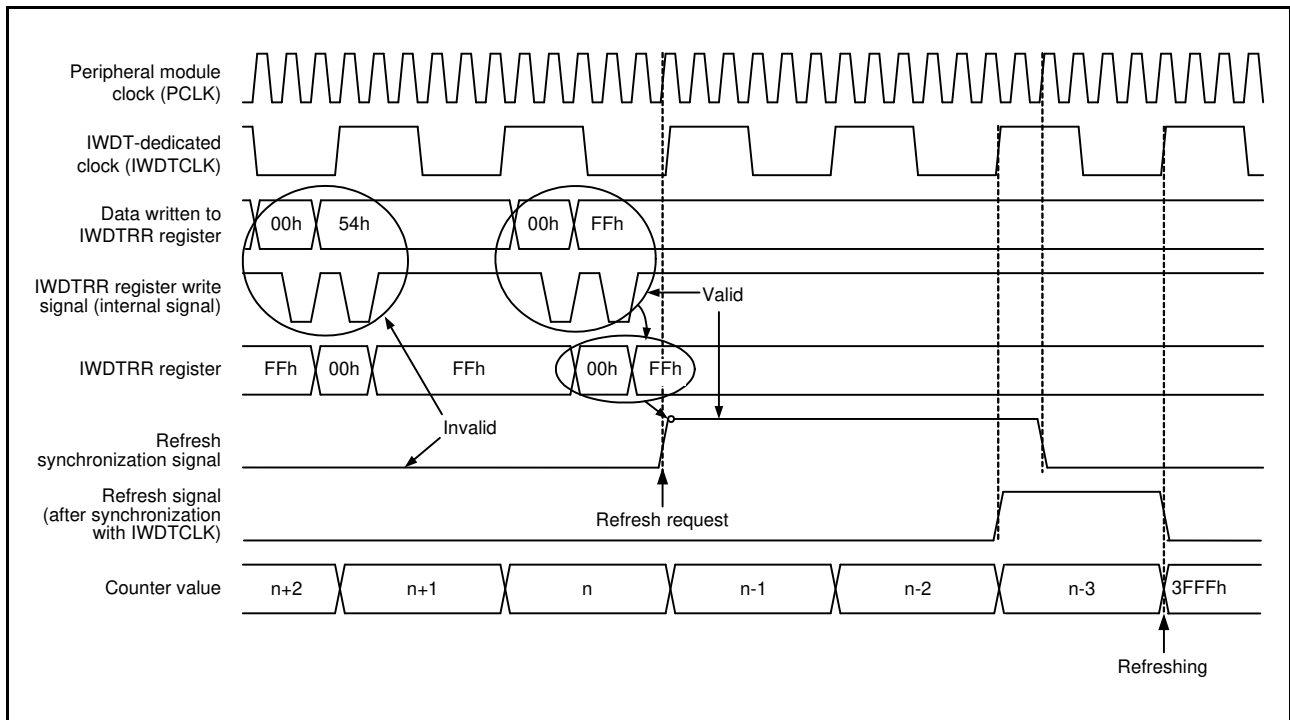 Peripheral module
clock (PCLK)
IWDT-dedicated
clock (IWDTCLK)
Data written to
IWDTRR register
00h
54h
00h
FFh
IWDTRR register write
signal (internal signal)
Valid
IWDTRR register
FFh
00h
FFh
00h
FFh
Invalid
Refresh
synchronization signal
Refresh request
Refresh signal
(after synchronization
with IWDTCLK)
Counter value
n+2
n+1
n
n-1
n-2
n-3
3FFFh
Refreshing